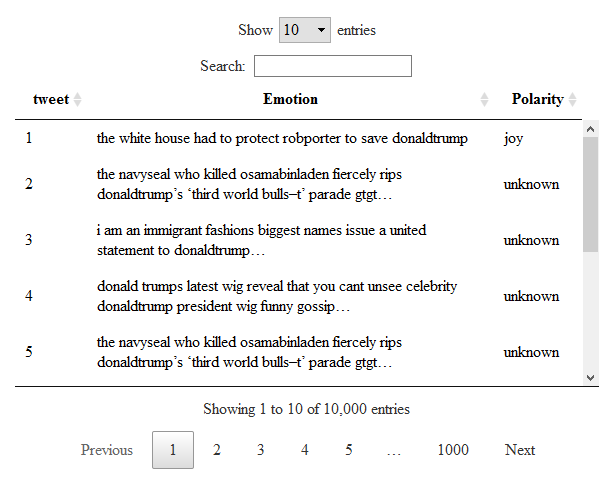 Show 10 entries
Search:
tweet Emotion Polarity
1 the white house had to protect robporter to save donaldtrump joy
2 the navyseal who killed osamabinladen fiercely rips
donaldtrump’s ‘third world bulls–t’ parade gtgt… unknown
3 i am an immigrant fashions biggest names issue a united
statement to donaldtrump… unknown
4 donald trumps latest wig reveal that you cant unsee celebrity
donaldtrump president wig funny gossip… unknown
5 the navyseal who killed osamabinladen fiercely rips
donaldtrump’s ‘third world bulls–t’ parade gtgt… unknown
Showing 1 to 10 of 10,000 entries
Previous 1 2 3 4 5 … 1000 Next